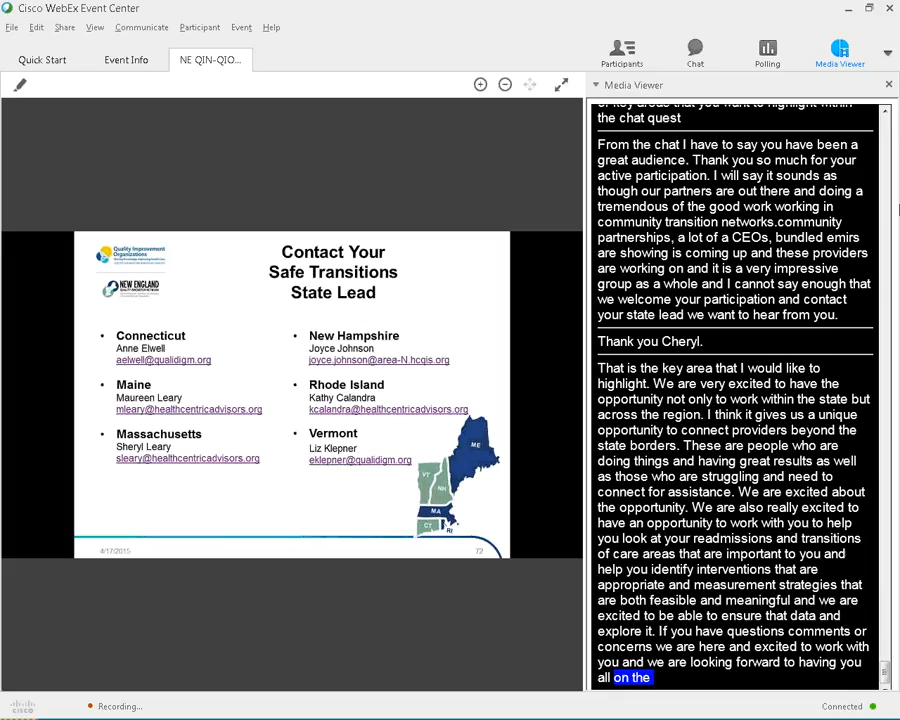 Cisco WebEx Event Center
File Edit Share View Communicate Participant Event Help
Quick Start Event Info NE QIN-QIO...
Participants Chat Polling Media Viewer
Media Viewer
Quality Improvement
Organizations
NEW ENGLAND
Contact Your
Safe Transitions
State Lead
• Connecticut
Anne Elwell
aelwell@qualidigm.org
• Maine
Maureen Leary
mleary@healthcentricadvisors.org
• Massachusetts
Sheryl Leary
sleary@healthcentricadvisors.org
• New Hampshire
Joyce Johnson
joyce.johnson@area-N.hcqis.org
• Rhode Island
Kathy Calandra
kcalandra@healthcentricadvisors.org
• Vermont
Liz Klepner
eklepner@qualidigm.org
ME
VT
NH
MA
CT
RI
4/17/2015 72
or key areas that you want to highlight within
the chat quest
From the chat I have to say you have been a
great audience. Thank you so much for your
active participation. I will say it sounds as
though our partners are out there and doing a
tremendous of the good work working in
community transition networks.community
partnerships, a lot of a CEOs, bundled emirs
are showing is coming up and these providers
are working on and it is a very impressive
group as a whole and I cannot say enough that
we welcome your participation and contact
your state lead we want to hear from you.
Thank you Cheryl.
That is the key area that I would like to
highlight. We are very excited to have the
opportunity not only to work within the state but
across the region. I think it gives us a unique
opportunity to connect providers beyond the
state borders. These are people who are
doing things and having great results as well
as those who are struggling and need to
connect for assistance. We are excited about
the opportunity. We are also really excited to
have an opportunity to work with you to help
you look at your readmissions and transitions
of care areas that are important to you and
help you identify interventions that are
appropriate and measurement strategies that
are both feasible and meaningful and we are
excited to be able to ensure that data and
explore it. If you have questions comments or
concerns we are here and excited to work with
you and we are looking forward to having you
all on the
cisco
Recording...
Connected